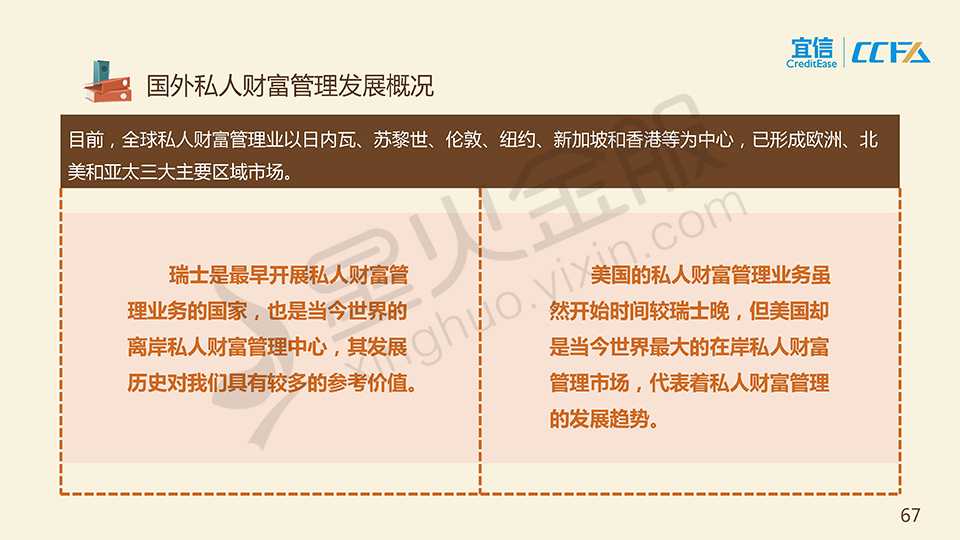 宜信
CreditEase
CCFA
国外私人财富管理发展概况
目前，全球私人财富管理业以日内瓦、苏黎世、伦敦、纽约、新加坡和香港等为中心，已形成欧洲、北
美和亚太三大主要区域市场。
瑞士是最早开展私人财富管
理业务的国家，也是当今世界的
离岸私人财富管理中心，其发展
历史对我们具有较多的参考价值。
美国的私人财富管理业务虽
然开始时间较瑞士晚，但美国却
是当今世界最大的在岸私人财富
管理市场，代表着私人财富管理
的发展趋势。
星火金服
xinghuo.yixin.com
67